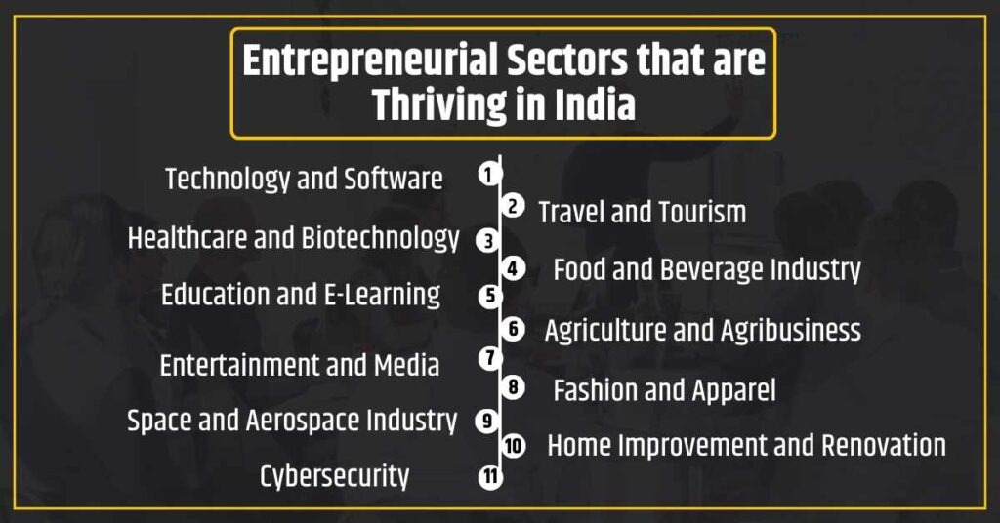 Entrepreneurial Sectors that are
Thriving in India
Technology and Software 1
2 Travel and Tourism
Healthcare and Biotechnology 3
4 Food and Beverage Industry
Education and E-Learning 5
6 Agriculture and Agribusiness
Entertainment and Media 7
8 Fashion and Apparel
Space and Aerospace Industry 9
10 Home Improvement and Renovation
Cybersecurity 11